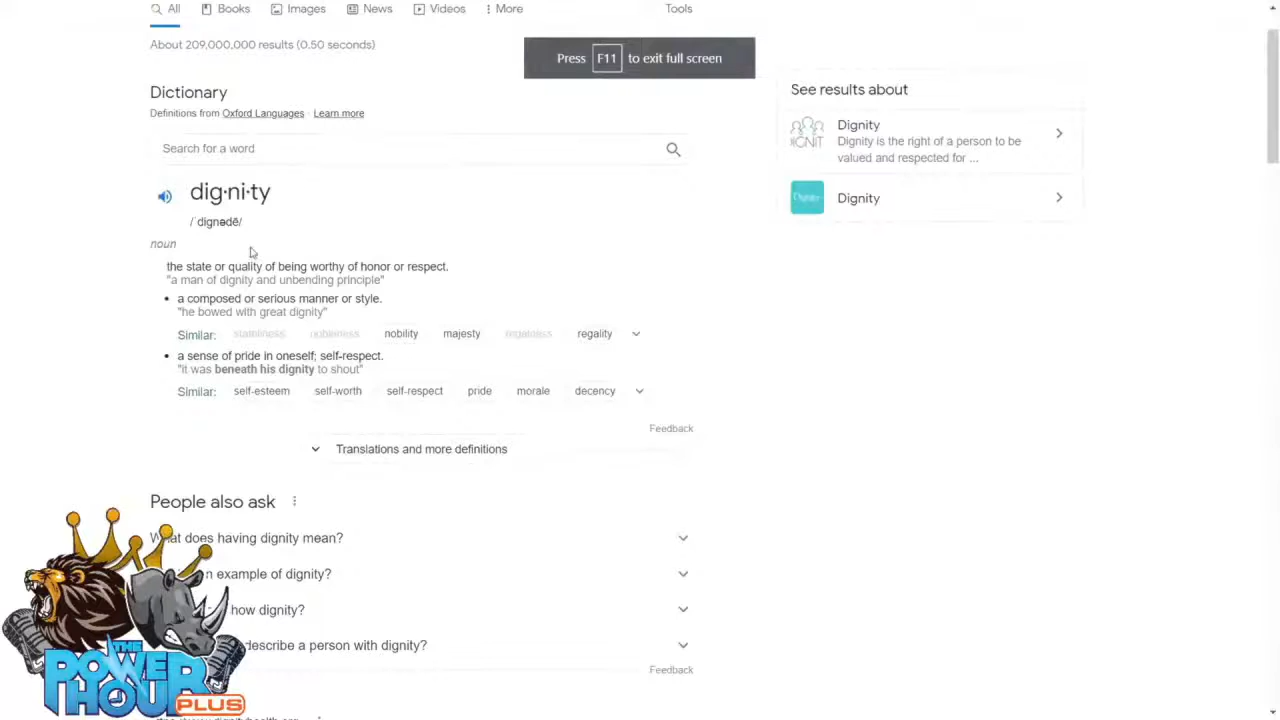 All Books Images News Videos More Tools
About 209,000,000 results (0.50 seconds)
Press F11 to exit full screen
Dictionary
Definitions from Oxford Languages · Learn more
Search for a word
dig·ni·ty
/ˈdignədē/
noun
the state or quality of being worthy of honor or respect.
"a man of dignity and unbending principle"
• a composed or serious manner or style.
"he bowed with great dignity"
Similar: stateliness nobleness nobility majesty regalness regality
• a sense of pride in oneself; self-respect.
"it was beneath his dignity to shout"
Similar: self-esteem self-worth self-respect pride morale decency
Feedback
Translations and more definitions
People also ask
What does having dignity mean?
n example of dignity?
how dignity?
describe a person with dignity?
Feedback
See results about
Dignity
DIGNIT
Dignity is the right of a person to be
valued and respected for ...
Dignity
Dignity
THE
POWER
HOUR
PLUS